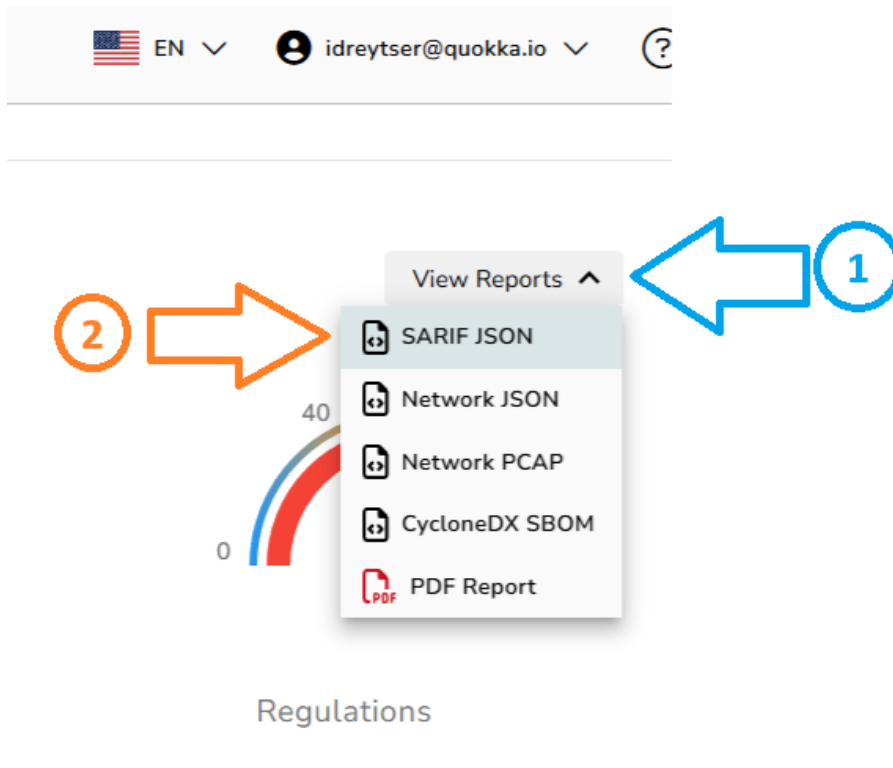 EN idreytser@quokka.io ?
View Reports
1
2
SARIF JSON
40
Network JSON
Network PCAP
CycloneDX SBOM
0
PDF PDF Report
Regulations